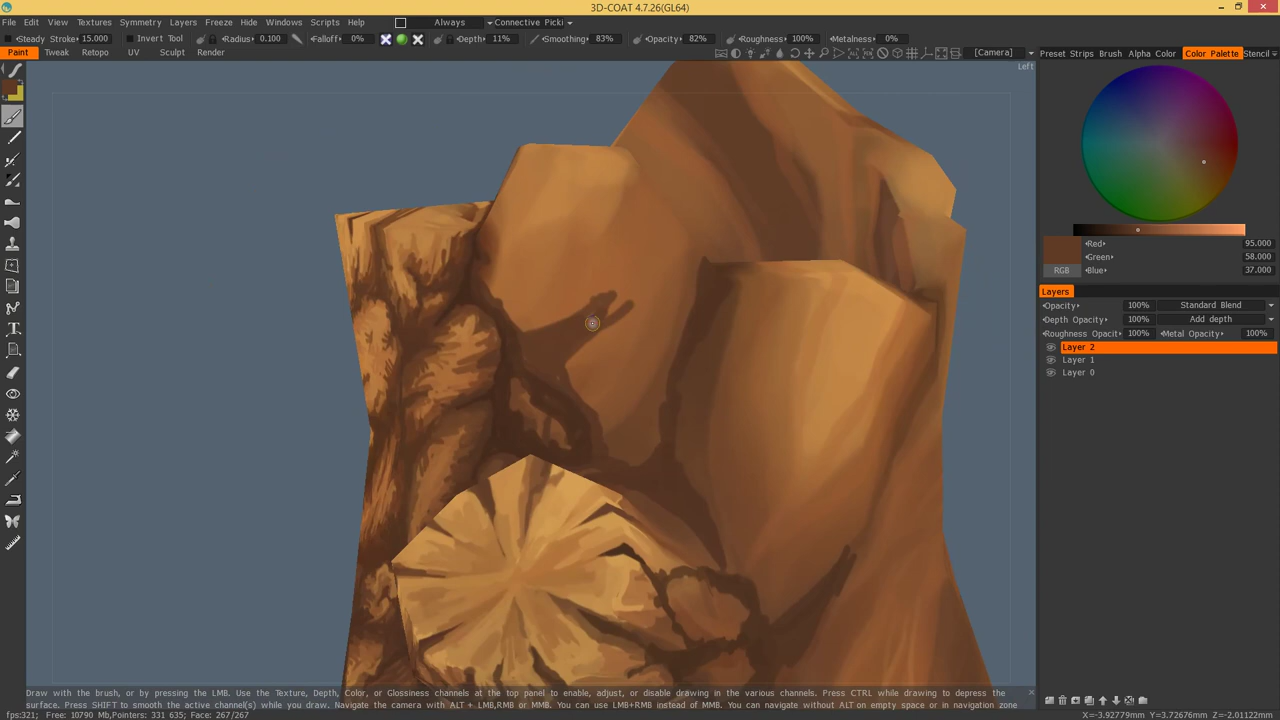 3D-COAT 4.7.26(GL64)
File Edit View Textures Symmetry Layers Freeze Hide Windows Scripts Help Always Connective Picki
Steady Stroke 15.000 Invert Tool Radius 0.100 Falloff 0% Depth 11% Smoothing 83% Opacity 82% Roughness 100% Metalness 0%
Paint Tweak Retopo UV Sculpt Render [Camera] Preset Strips Brush Alpha Color Color Palette Stencil
Left
Red 95.000
Green 58.000
RGB Blue 37.000
Layers
Opacity 100% Standard Blend
Depth Opacity 100% Add depth
Roughness Opacit 100% Metal Opacity 100%
Layer 2
Layer 1
Layer 0
Draw with the brush, or by pressing the LMB. Use the Texture, Depth, Color, or Glossiness channels at the top panel to enable, adjust, or disable drawing in the various channels. Press CTRL while drawing to depress the
surface. Press SHIFT to smooth the active channel(s) while you draw. Navigate the camera with ALT + LMB,RMB or MMB. You can use LMB+RMB instead of MMB. You can navigate without ALT on empty space or in navigation zone
fps:321; Free: 10790 Mb,Pointers: 331 635; Face: 267/267 X=-3.92779mm Y=3.72676mm Z=-2.01122mm